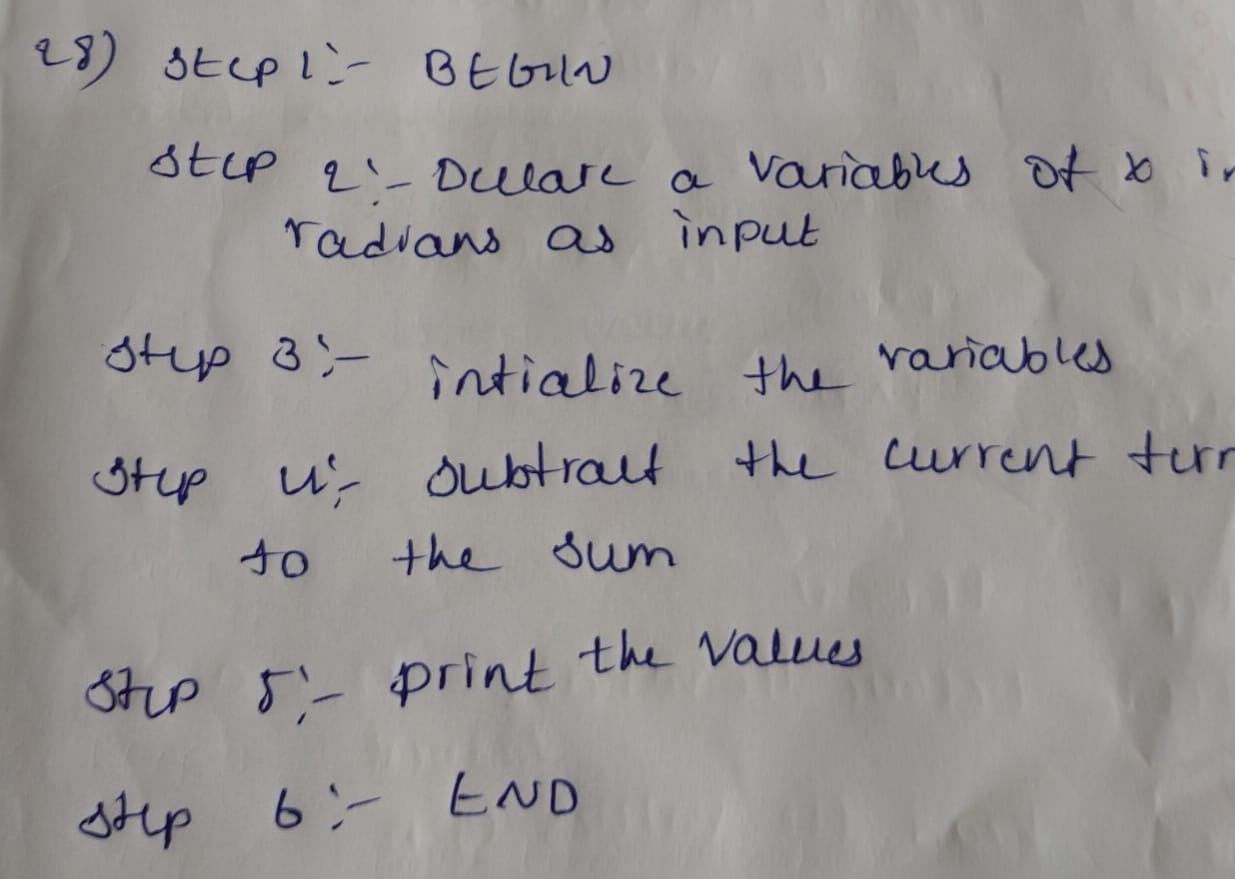 28) Step 1:- BEGIN
Step 2:- Declare a variables of x in
radians as input
Step 3:- intialize the variables
Step 4:- subtract the current term
to the sum
Step 5:- print the values
Step 6:- END